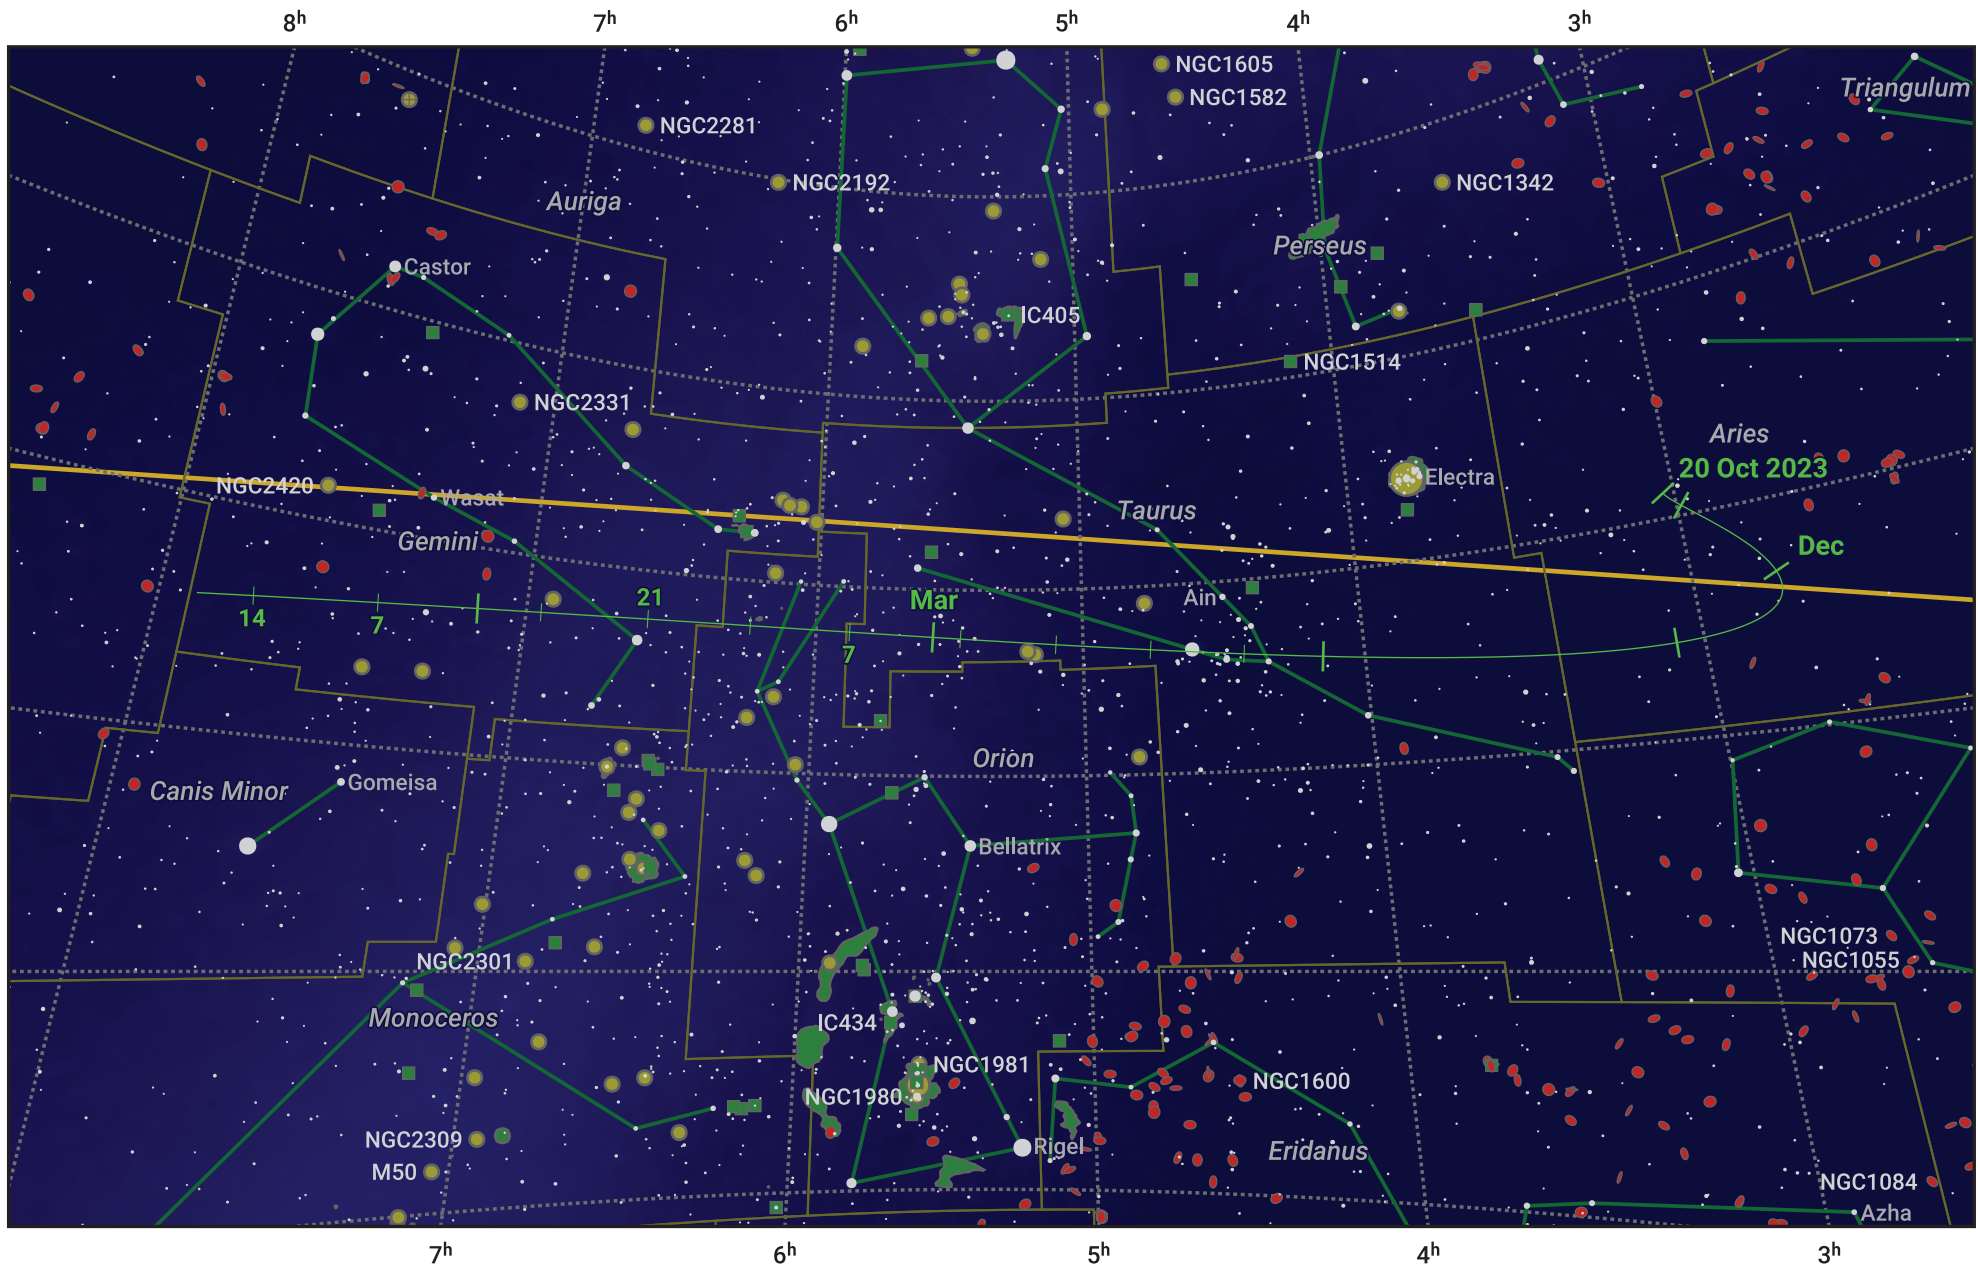 8h 7h 6h 5h 4h 3h
NGC1605
Triangulum
NGC1582
NGC2281
NGC2192
NGC1342
Auriga
Perseus
Castor
IC405
NGC1514
NGC2331
Aries
20 Oct 2023
Electra
NGC2420
Wasat
Taurus
Gemini
Dec
Ain
21
Mar
14
7
7
Orion
Gomeisa
Canis Minor
Bellatrix
NGC1073
NGC1055
NGC2301
Monoceros
IC434
NGC1981
NGC1600
NGC1980
NGC2309
Rigel
Eridanus
M50
NGC1084
Azha
7h 6h 5h 4h 3h